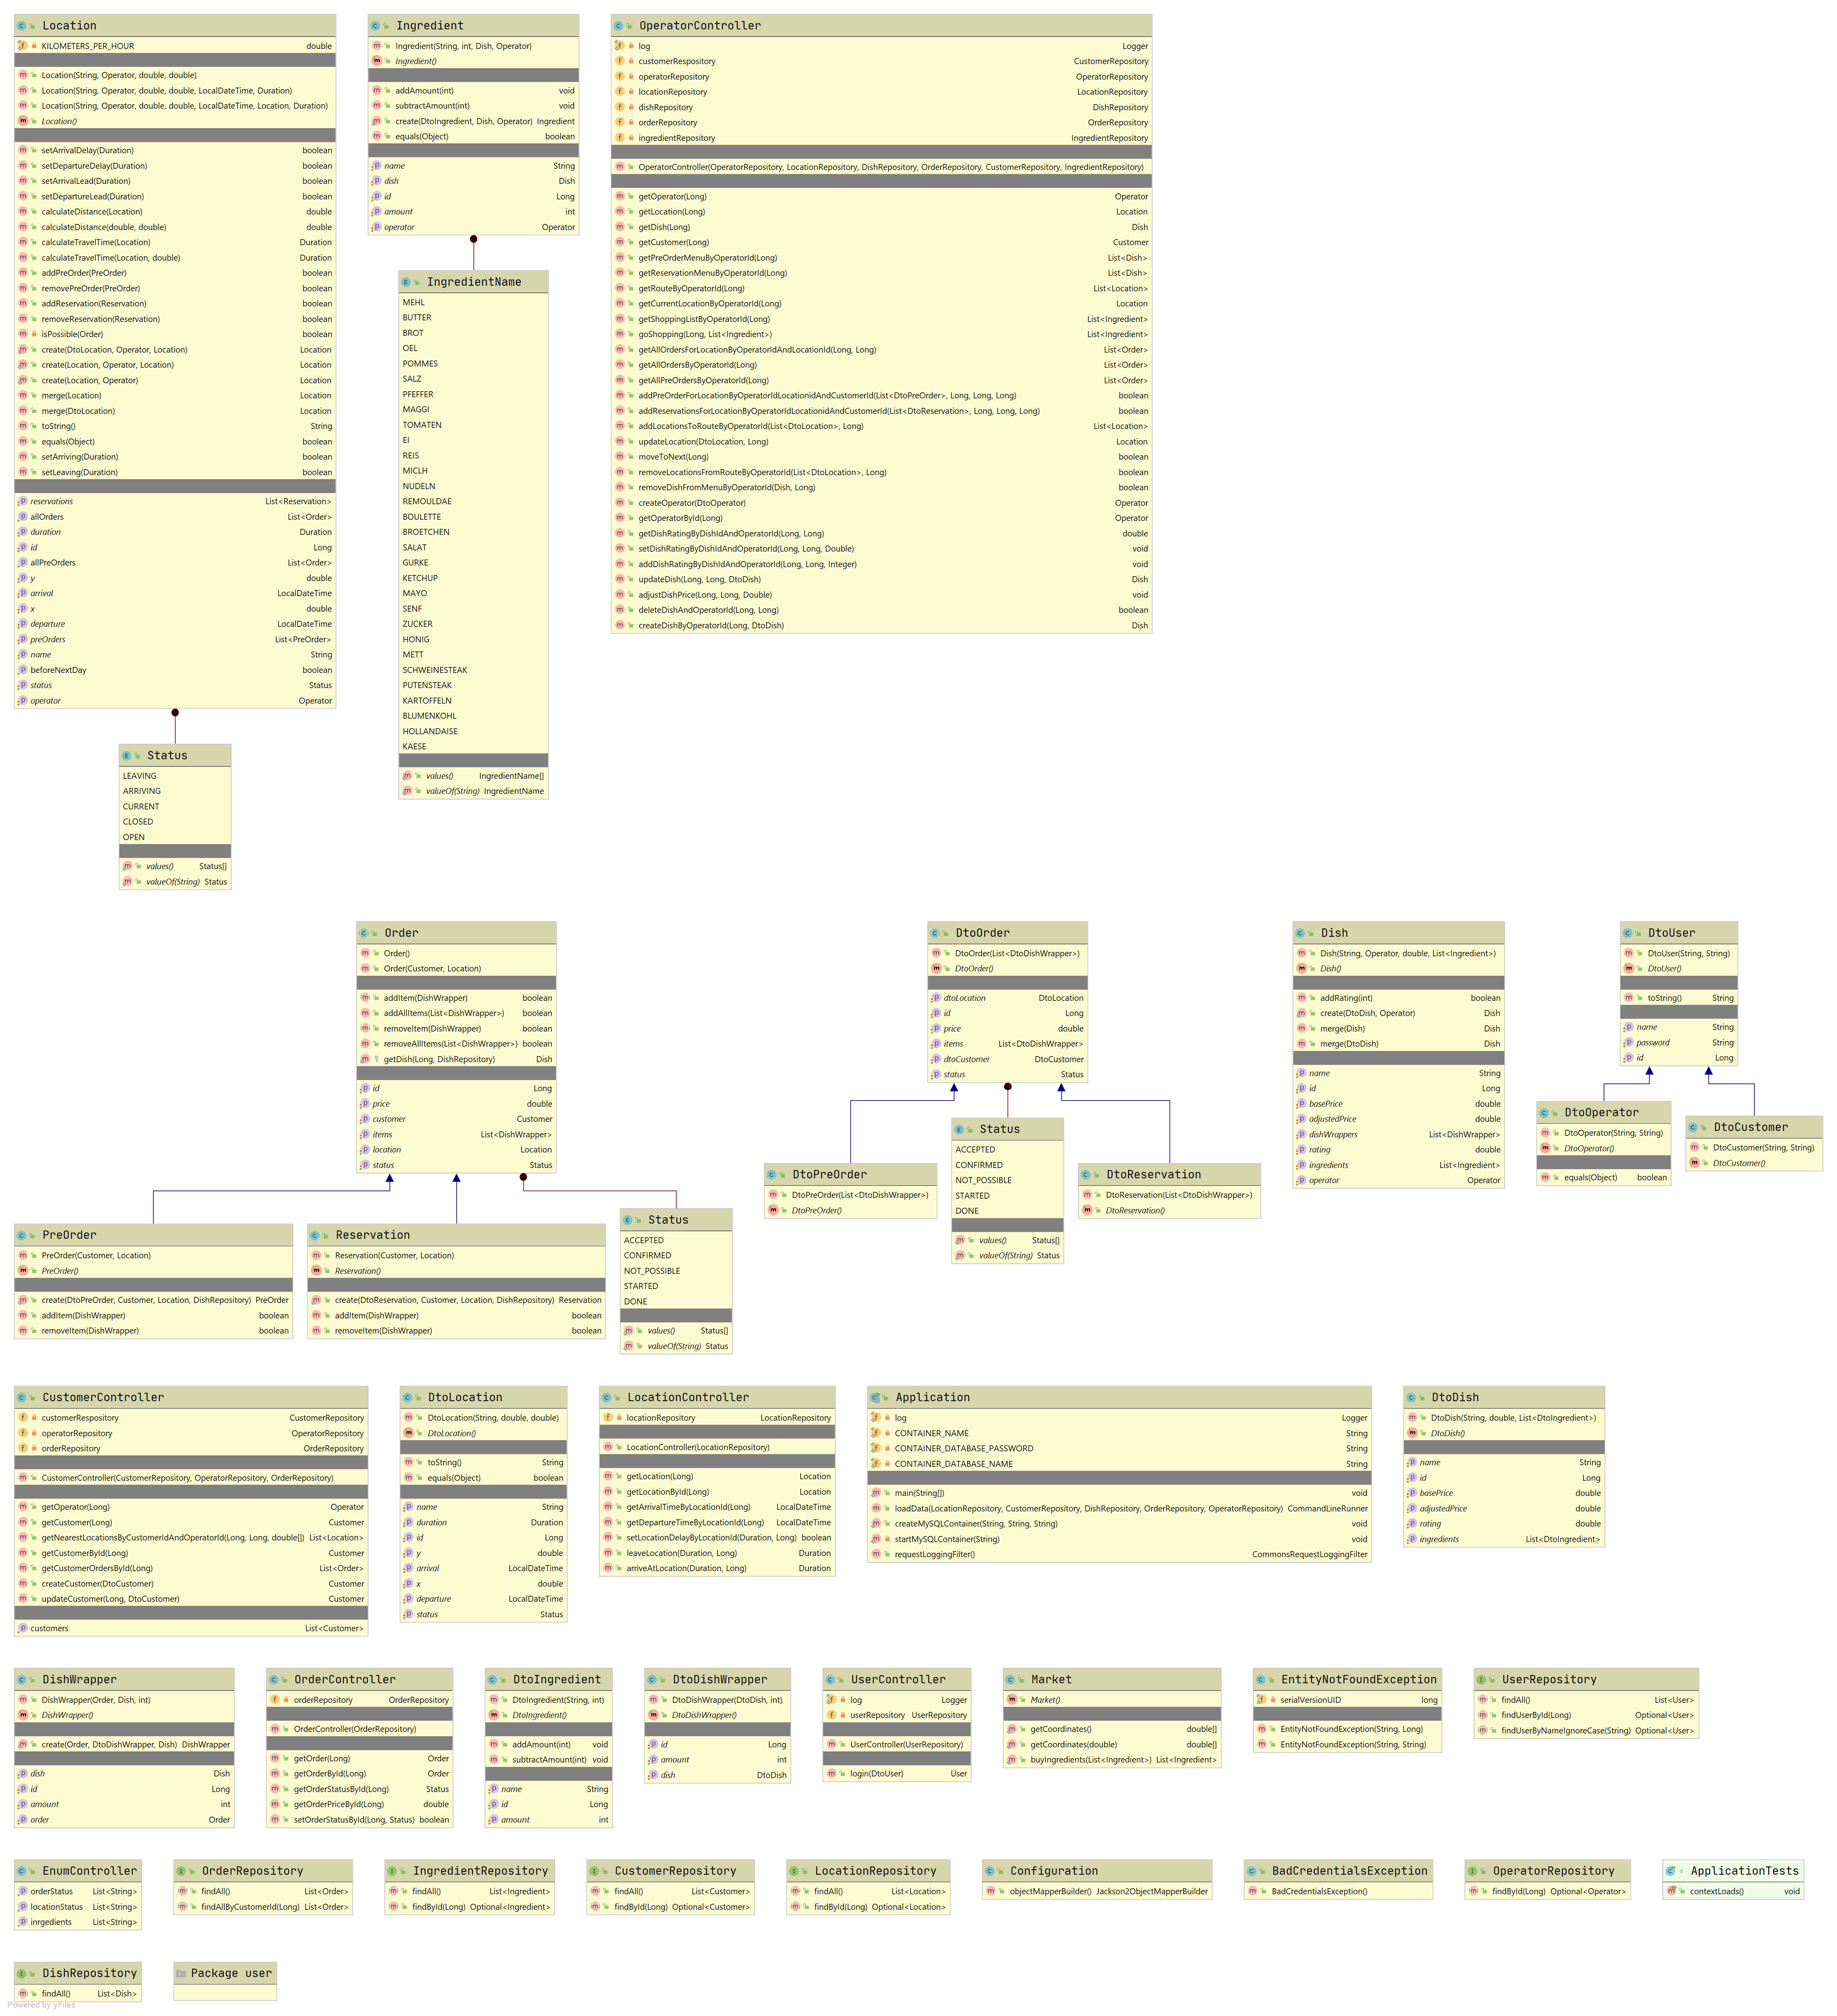 Location
KILOMETERS_PER_HOUR double
Location(String, Operator, double, double)
Location(String, Operator, double, double, LocalDateTime, Duration)
Location(String, Operator, double, double, LocalDateTime, Location, Duration)
Location()
setArrivalDelay(Duration) boolean
setDepartureDelay(Duration) boolean
setArrivalLead(Duration) boolean
setDepartureLead(Duration) boolean
calculateDistance(Location) double
calculateDistance(double, double) double
calculateTravelTime(Location) Duration
calculateTravelTime(Location, double) Duration
addPreOrder(PreOrder) boolean
removePreOrder(PreOrder) boolean
addReservation(Reservation) boolean
removeReservation(Reservation) boolean
isPossible(Order) boolean
create(DtoLocation, Operator, Location) Location
create(Location, Operator, Location) Location
create(Location, Operator) Location
merge(Location) Location
merge(DtoLocation) Location
toString() String
equals(Object) boolean
setArriving(Duration) boolean
setLeaving(Duration) boolean
reservations List<Reservation>
allOrders List<Order>
duration Duration
id Long
allPreOrders List<Order>
y double
arrival LocalDateTime
x double
departure LocalDateTime
preOrders List<PreOrder>
name String
beforeNextDay boolean
status Status
operator Operator
Status
LEAVING
ARRIVING
CURRENT
CLOSED
OPEN
values() Status[]
valueOf(String) Status
Ingredient
Ingredient(String, int, Dish, Operator)
Ingredient()
addAmount(int) void
subtractAmount(int) void
create(DtoIngredient, Dish, Operator) Ingredient
equals(Object) boolean
name String
dish Dish
id Long
amount int
operator Operator
IngredientName
MEHL
BUTTER
BROT
OEL
POMMES
SALZ
PFEFFER
MAGGI
TOMATEN
EI
REIS
MICLH
NUDELN
REMOULDAE
BOULETTE
BROETCHEN
SALAT
GURKE
KETCHUP
MAYO
SENF
ZUCKER
HONIG
METT
SCHWEINESTEAK
PUTENSTEAK
KARTOFFELN
BLUMENKOHL
HOLLANDAISE
KAESE
values() IngredientName[]
valueOf(String) IngredientName
OperatorController
log Logger
customerRespository CustomerRepository
operatorRepository OperatorRepository
locationRepository LocationRepository
dishRepository DishRepository
orderRepository OrderRepository
ingredientRepository IngredientRepository
OperatorController(OperatorRepository, LocationRepository, DishRepository, OrderRepository, CustomerRepository, IngredientRepository)
getOperator(Long) Operator
getLocation(Long) Location
getDish(Long) Dish
getCustomer(Long) Customer
getPreOrderMenuByOperatorId(Long) List<Dish>
getReservationMenuByOperatorId(Long) List<Dish>
getRouteByOperatorId(Long) List<Location>
getCurrentLocationByOperatorId(Long) Location
getShoppingListByOperatorId(Long) List<Ingredient>
goShopping(Long, List<Ingredient>) List<Ingredient>
getAllOrdersForLocationByOperatorIdAndLocationId(Long, Long) List<Order>
getAllOrdersByOperatorId(Long) List<Order>
getAllPreOrdersByOperatorId(Long) List<Order>
addPreOrderForLocationByOperatorIdLocationidAndCustomerId(List<DtoPreOrder>, Long, Long, Long) boolean
addReservationsForLocationByOperatorIdLocationidAndCustomerId(List<DtoReservation>, Long, Long, Long) boolean
addLocationsToRouteByOperatorId(List<DtoLocation>, Long) List<Location>
updateLocation(DtoLocation, Long) Location
moveToNext(Long) boolean
removeLocationsFromRouteByOperatorId(List<DtoLocation>, Long) boolean
removeDishFromMenuByOperatorId(Dish, Long) boolean
createOperator(DtoOperator) Operator
getOperatorById(Long) Operator
getDishRatingByDishIdAndOperatorId(Long, Long) double
setDishRatingByDishIdAndOperatorId(Long, Long, Double) void
addDishRatingByDishIdAndOperatorId(Long, Long, Integer) void
updateDish(Long, Long, DtoDish) Dish
adjustDishPrice(Long, Long, Double) void
deleteDishAndOperatorId(Long, Long) boolean
createDishByOperatorId(Long, DtoDish) Dish
Order
Order()
Order(Customer, Location)
addItem(DishWrapper) boolean
addAllItems(List<DishWrapper>) boolean
removeItem(DishWrapper) boolean
removeAllItems(List<DishWrapper>) boolean
getDish(Long, DishRepository) Dish
id Long
price double
customer Customer
items List<DishWrapper>
location Location
status Status
PreOrder
PreOrder(Customer, Location)
PreOrder()
create(DtoPreOrder, Customer, Location, DishRepository) PreOrder
addItem(DishWrapper) boolean
removeItem(DishWrapper) boolean
Reservation
Reservation(Customer, Location)
Reservation()
create(DtoReservation, Customer, Location, DishRepository) Reservation
addItem(DishWrapper) boolean
removeItem(DishWrapper) boolean
Status
ACCEPTED
CONFIRMED
NOT_POSSIBLE
STARTED
DONE
values() Status[]
valueOf(String) Status
DtoOrder
DtoOrder(List<DtoDishWrapper>)
DtoOrder()
dtoLocation DtoLocation
id Long
price double
items List<DtoDishWrapper>
dtoCustomer DtoCustomer
status Status
DtoPreOrder
DtoPreOrder(List<DtoDishWrapper>)
DtoPreOrder()
Status
ACCEPTED
CONFIRMED
NOT_POSSIBLE
STARTED
DONE
values() Status[]
valueOf(String) Status
DtoReservation
DtoReservation(List<DtoDishWrapper>)
DtoReservation()
Dish
Dish(String, Operator, double, List<Ingredient>)
Dish()
addRating(int) boolean
create(DtoDish, Operator) Dish
merge(Dish) Dish
merge(DtoDish) Dish
name String
id Long
basePrice double
adjustedPrice double
dishWrappers List<DishWrapper>
rating double
ingredients List<Ingredient>
operator Operator
DtoUser
DtoUser(String, String)
DtoUser()
toString() String
name String
password String
id Long
DtoOperator
DtoOperator(String, String)
DtoOperator()
equals(Object) boolean
DtoCustomer
DtoCustomer(String, String)
DtoCustomer()
CustomerController
customerRespository CustomerRepository
operatorRepository OperatorRepository
orderRepository OrderRepository
CustomerController(CustomerRepository, OperatorRepository, OrderRepository)
getOperator(Long) Operator
getCustomer(Long) Customer
getNearestLocationsByCustomerIdAndOperatorId(Long, Long, double[]) List<Location>
getCustomerById(Long) Customer
getCustomerOrdersById(Long) List<Order>
createCustomer(DtoCustomer) Customer
updateCustomer(Long, DtoCustomer) Customer
customers List<Customer>
DtoLocation
DtoLocation(String, double, double)
DtoLocation()
toString() String
equals(Object) boolean
name String
duration Duration
id Long
y double
arrival LocalDateTime
x double
departure LocalDateTime
status Status
LocationController
locationRepository LocationRepository
LocationController(LocationRepository)
getLocation(Long) Location
getLocationById(Long) Location
getArrivalTimeByLocationId(Long) LocalDateTime
getDepartureTimeByLocationId(Long) LocalDateTime
setLocationDelayByLocationId(Duration, Long) boolean
leaveLocation(Duration, Long) Duration
arriveAtLocation(Duration, Long) Duration
Application
log Logger
CONTAINER_NAME String
CONTAINER_DATABASE_PASSWORD String
CONTAINER_DATABASE_NAME String
main(String[]) void
loadData(LocationRepository, CustomerRepository, DishRepository, OrderRepository, OperatorRepository) CommandLineRunner
createMySQLContainer(String, String, String) void
startMySQLContainer(String) void
requestLoggingFilter() CommonsRequestLoggingFilter
DtoDish
DtoDish(String, double, List<DtoIngredient>)
DtoDish()
name String
id Long
basePrice double
adjustedPrice double
rating double
ingredients List<DtoIngredient>
DishWrapper
DishWrapper(Order, Dish, int)
DishWrapper()
create(Order, DtoDishWrapper, Dish) DishWrapper
dish Dish
id Long
amount int
order Order
OrderController
orderRepository OrderRepository
OrderController(OrderRepository)
getOrder(Long) Order
getOrderById(Long) Order
getOrderStatusById(Long) Status
getOrderPriceById(Long) double
setOrderStatusById(Long, Status) boolean
DtoIngredient
DtoIngredient(String, int)
DtoIngredient()
addAmount(int) void
subtractAmount(int) void
name String
id Long
amount int
DtoDishWrapper
DtoDishWrapper(DtoDish, int)
DtoDishWrapper()
id Long
amount int
dish DtoDish
UserController
log Logger
userRepository UserRepository
UserController(UserRepository)
login(DtoUser) User
Market
Market()
getCoordinates() double[]
getCoordinates(double) double[]
buyIngredients(List<Ingredient>) List<Ingredient>
EntityNotFoundException
serialVersionUID long
EntityNotFoundException(String, Long)
EntityNotFoundException(String, String)
UserRepository
findAll() List<User>
findUserById(Long) Optional<User>
findUserByNameIgnoreCase(String) Optional<User>
EnumController
orderStatus List<String>
locationStatus List<String>
inrgedients List<String>
OrderRepository
findAll() List<Order>
findAllByCustomerId(Long) List<Order>
IngredientRepository
findAll() List<Ingredient>
findById(Long) Optional<Ingredient>
CustomerRepository
findAll() List<Customer>
findById(Long) Optional<Customer>
LocationRepository
findAll() List<Location>
findById(Long) Optional<Location>
Configuration
objectMapperBuilder() Jackson2ObjectMapperBuilder
BadCredentialsException
BadCredentialsException()
OperatorRepository
findById(Long) Optional<Operator>
ApplicationTests
contextLoads() void
DishRepository
findAll() List<Dish>
Package user
Powered by yFiles